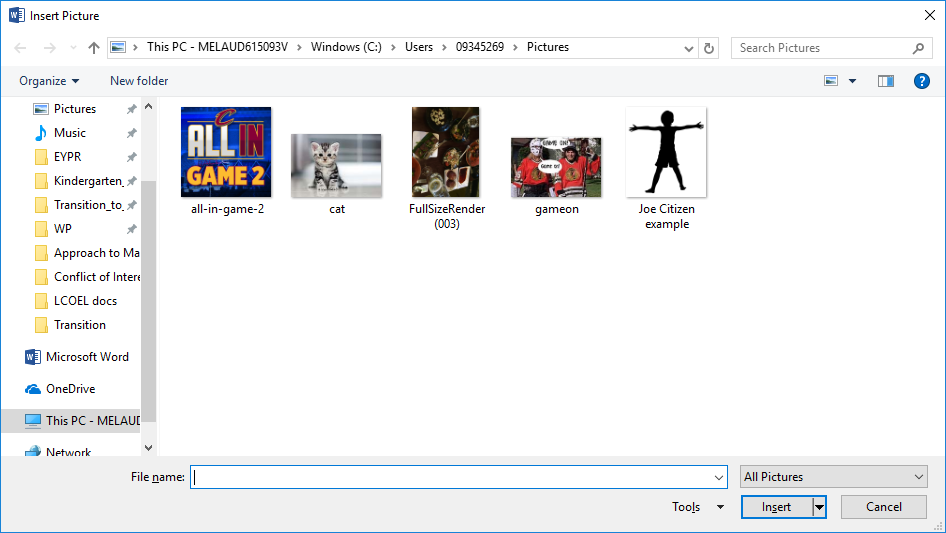 Insert Picture
This PC - MELAUD615093V > Windows (C:) > Users > 09345269 > Pictures
Search Pictures
Organize
New folder
Pictures
Music
EYPR
Kindergarten_
Transition_to_
WP
Approach to Ma
Conflict of Intere
LCOEL docs
Transition
Microsoft Word
OneDrive
This PC - MELAUD
Network
C
ALL IN
GAME 2
all-in-game-2
cat
FullSizeRender
(003)
GAME ON!
GAME ON!
gameon
Joe Citizen
example
File name:
All Pictures
Tools
Insert
Cancel